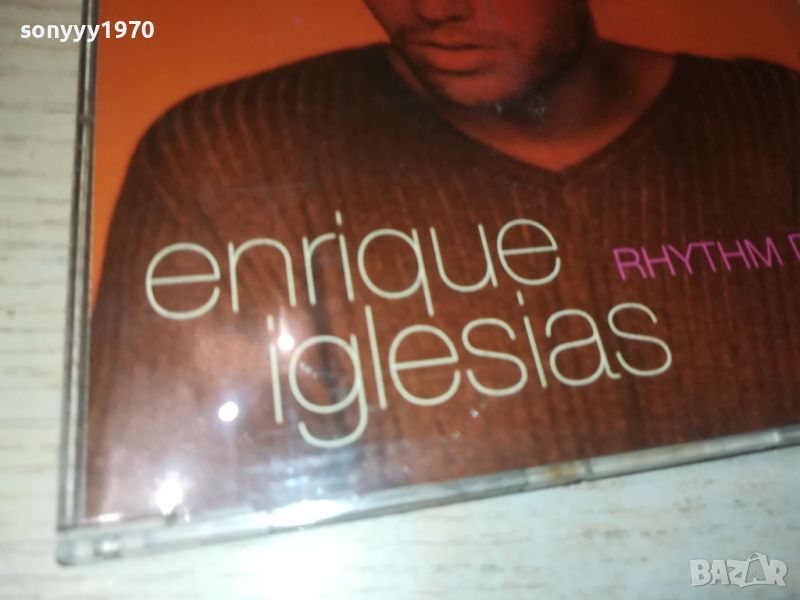 sonyyy1970
enrique
iglesias
RHYTHM
BAZAR